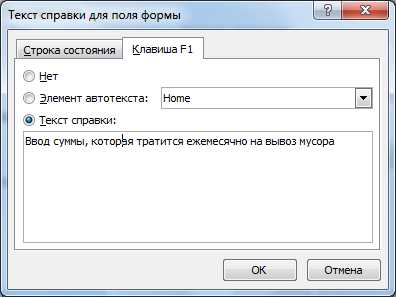 Текст справки для поля формы
Строка состояния
Клавиша F1
Нет
Элемент автотекста:
Home
Текст справки:
Ввод суммы, которая тратится ежемесячно на вывоз мусора
ОК
Отмена